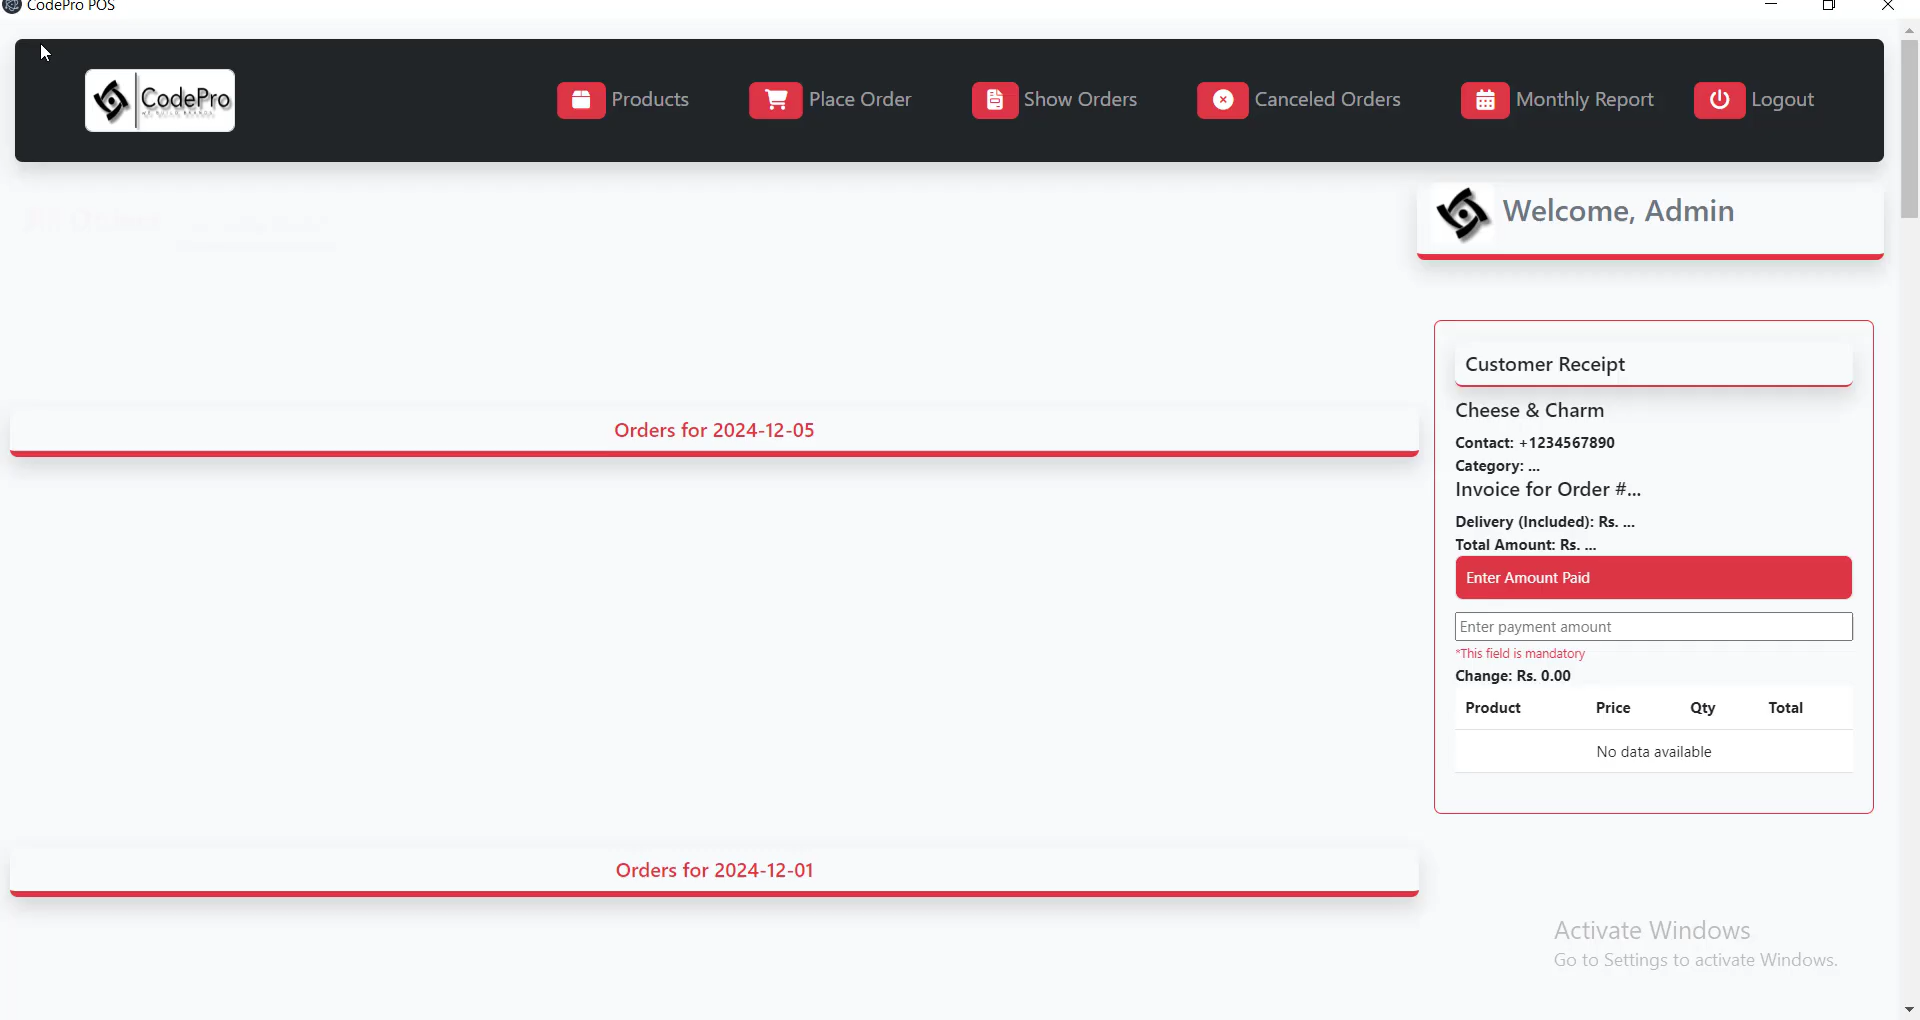 CodePro POS
CodePro
Products
Place Order
Show Orders
Canceled Orders
Monthly Report
Logout
Welcome, Admin
Orders for 2024-12-05
Customer Receipt
Cheese & Charm
Contact: +1234567890
Category: ...
Invoice for Order #...
Delivery (Included): Rs. ...
Total Amount: Rs. ...
Enter Amount Paid
Enter payment amount
*This field is mandatory
Change: Rs. 0.00
Product Price Qty Total
No data available
Orders for 2024-12-01
Activate Windows
Go to Settings to activate Windows.